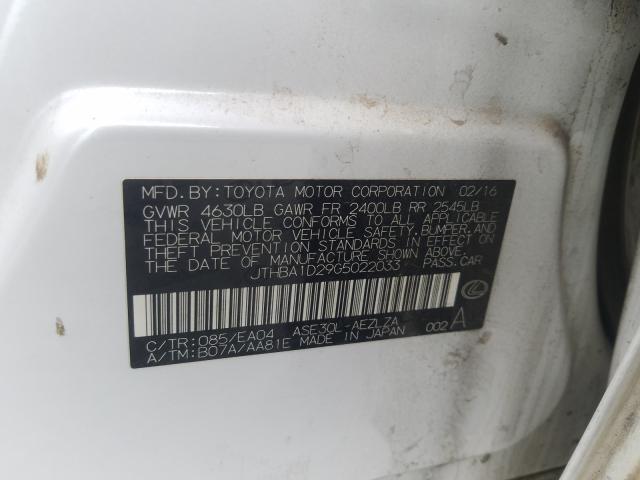 MFD. BY: TOYOTA MOTOR CORPORATION 02/16
GVWR 4630LB GAWR FR 2400LB RR 2545LB
THIS VEHICLE CONFORMS TO ALL APPLICABLE
FEDERAL MOTOR VEHICLE SAFETY, BUMPER, AND
THEFT PREVENTION STANDARDS IN EFFECT ON
THE DATE OF MANUFACTURE SHOWN ABOVE.
JTHBA1D29G5022033 PASS.CAR
C/TR: 085/EA04 ASE30L-AEZLZA 002 A
A/TM: B07A/AA81E MADE IN JAPAN